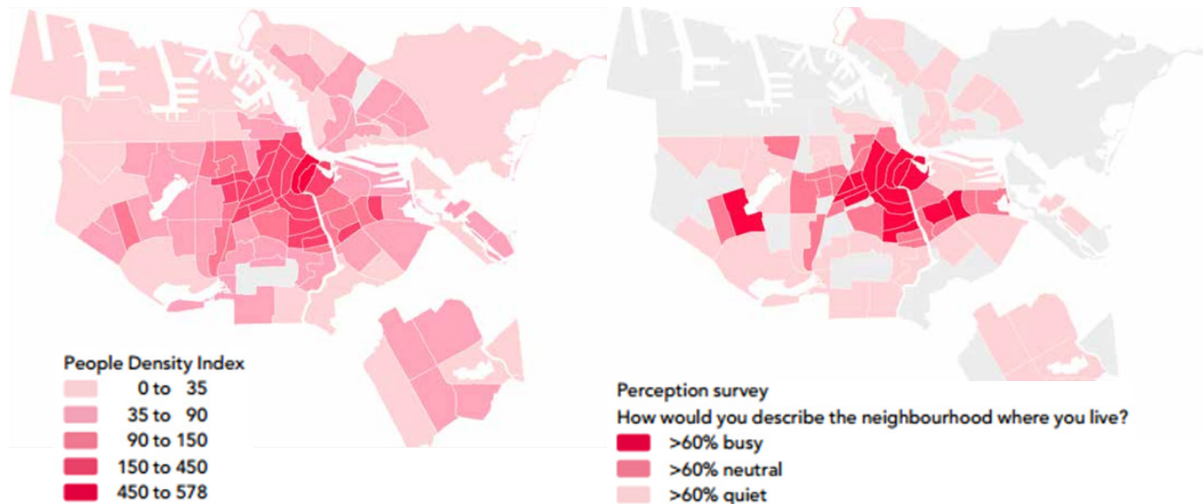 People Density Index
0 to 35
35 to 90
90 to 150
150 to 450
450 to 578
Perception survey
How would you describe the neighbourhood where you live?
>60% busy
>60% neutral
>60% quiet